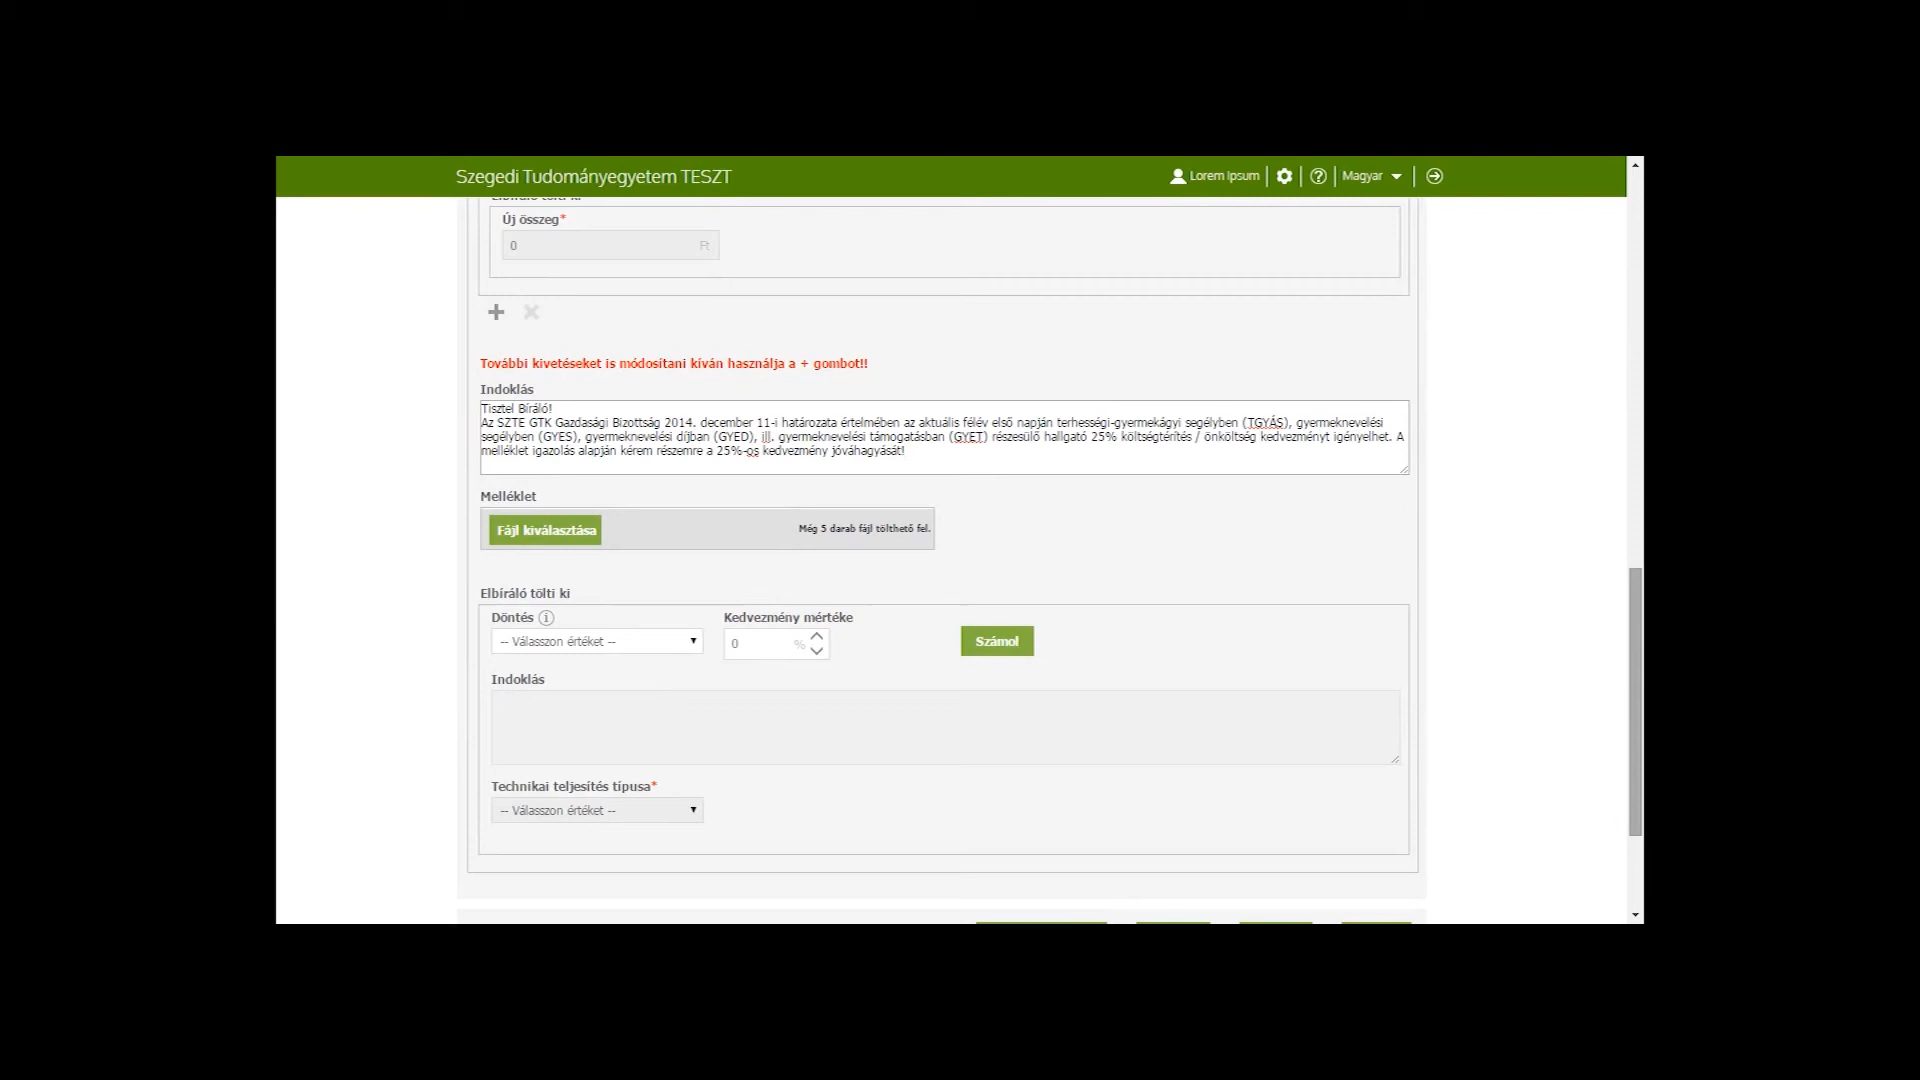 Szegedi Tudományegyetem TESZT
Lorem Ipsum
Magyar
Elbíráló tölti ki
Új összeg*
0 Ft
További kivetéseket is módosítani kíván használja a + gombot!!
Indoklás
Tisztel Bíráló!
Az SZTE GTK Gazdasági Bizottság 2014. december 11-i határozata értelmében az aktuális félév első napján terhességi-gyermekágyi segélyben (TGYÁS), gyermeknevelési
segélyben (GYES), gyermeknevelési díjban (GYED), ill. gyermeknevelési támogatásban (GYET) részesülő hallgató 25% költségtérítés / önköltség kedvezményt igényelhet. A
melléklet igazolás alapján kérem részemre a 25%-os kedvezmény jóváhagyását!
Melléklet
Fájl kiválasztása
Még 5 darab fájl tölthető fel.
Elbíráló tölti ki
Döntés
Kedvezmény mértéke
-- Válasszon értéket --
0 %
Számol
Indoklás
Technikai teljesítés típusa*
-- Válasszon értéket --